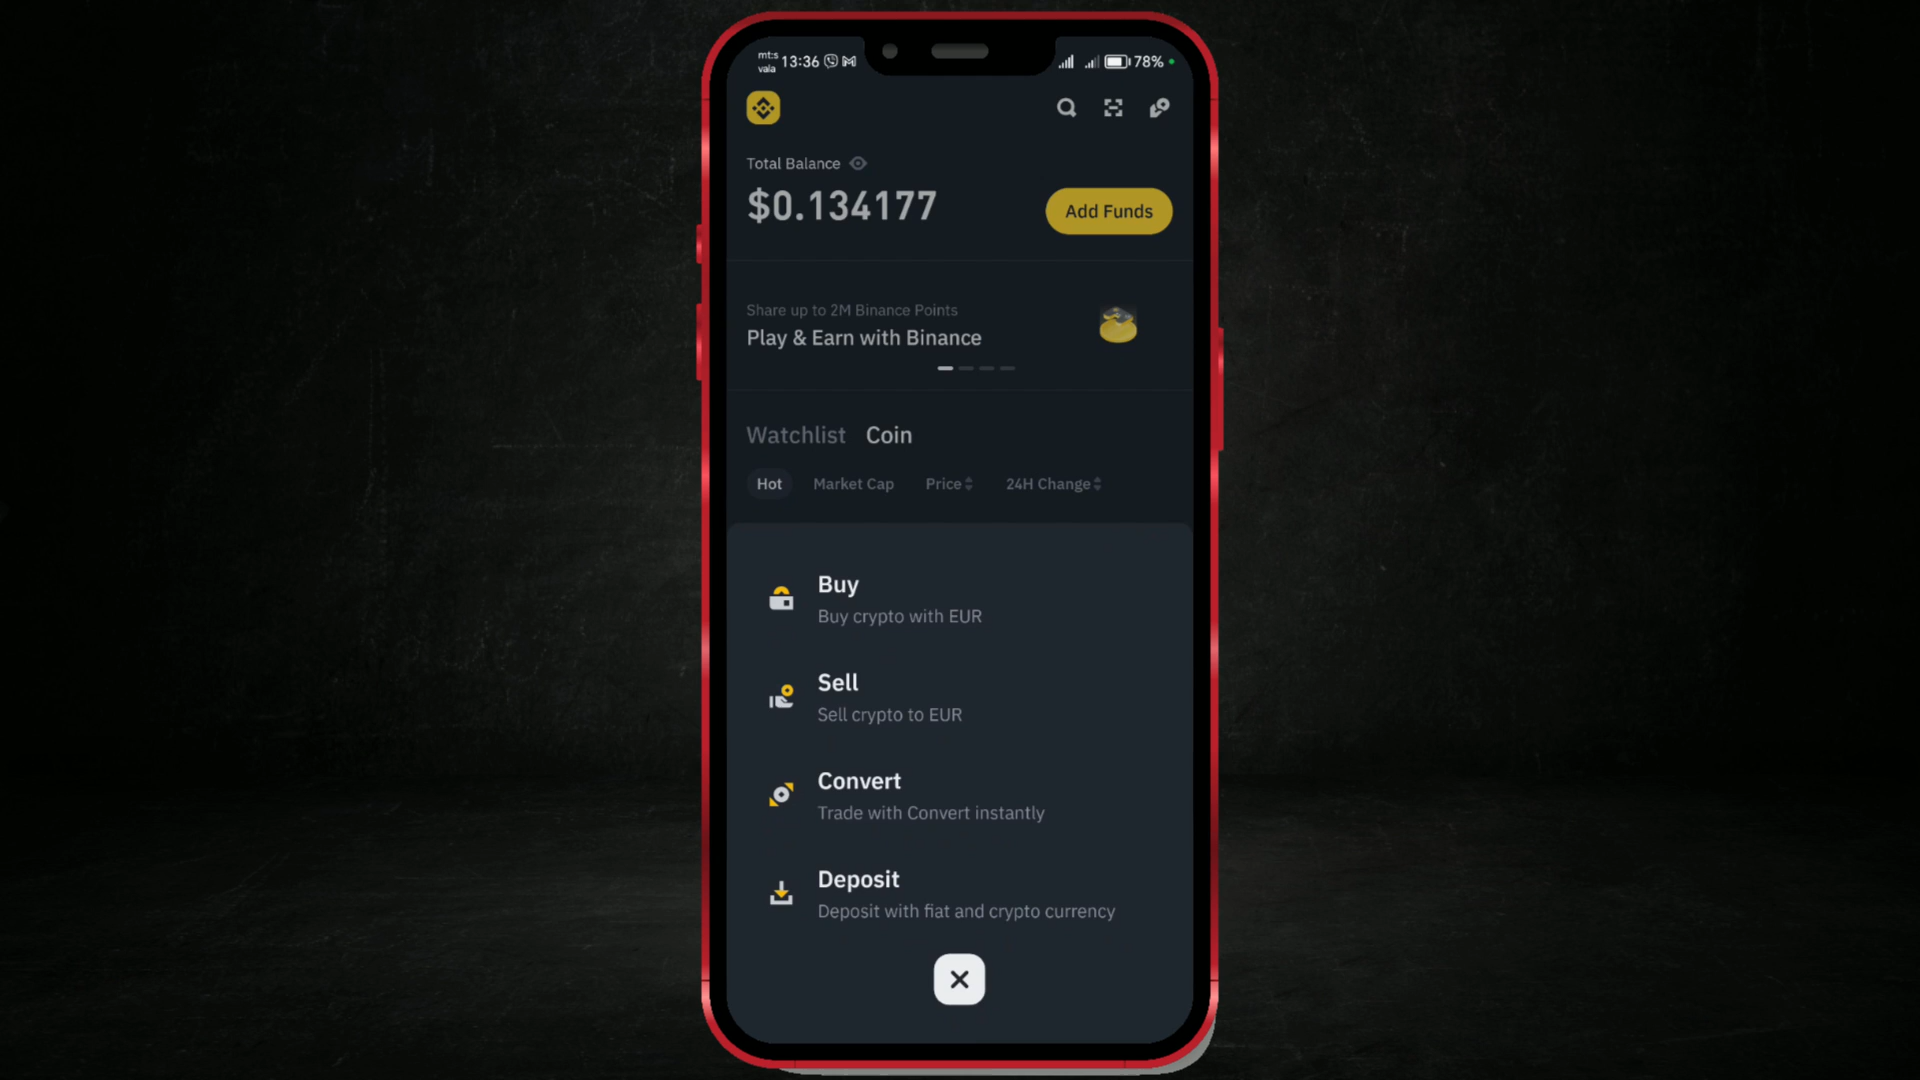 mt:s
vala
13:36
78%
Total Balance
$0.134177
Add Funds
Share up to 2M Binance Points
Play & Earn with Binance
Watchlist Coin
Hot Market Cap Price 24H Change
Buy
Buy crypto with EUR
Sell
Sell crypto to EUR
Convert
Trade with Convert instantly
Deposit
Deposit with fiat and crypto currency